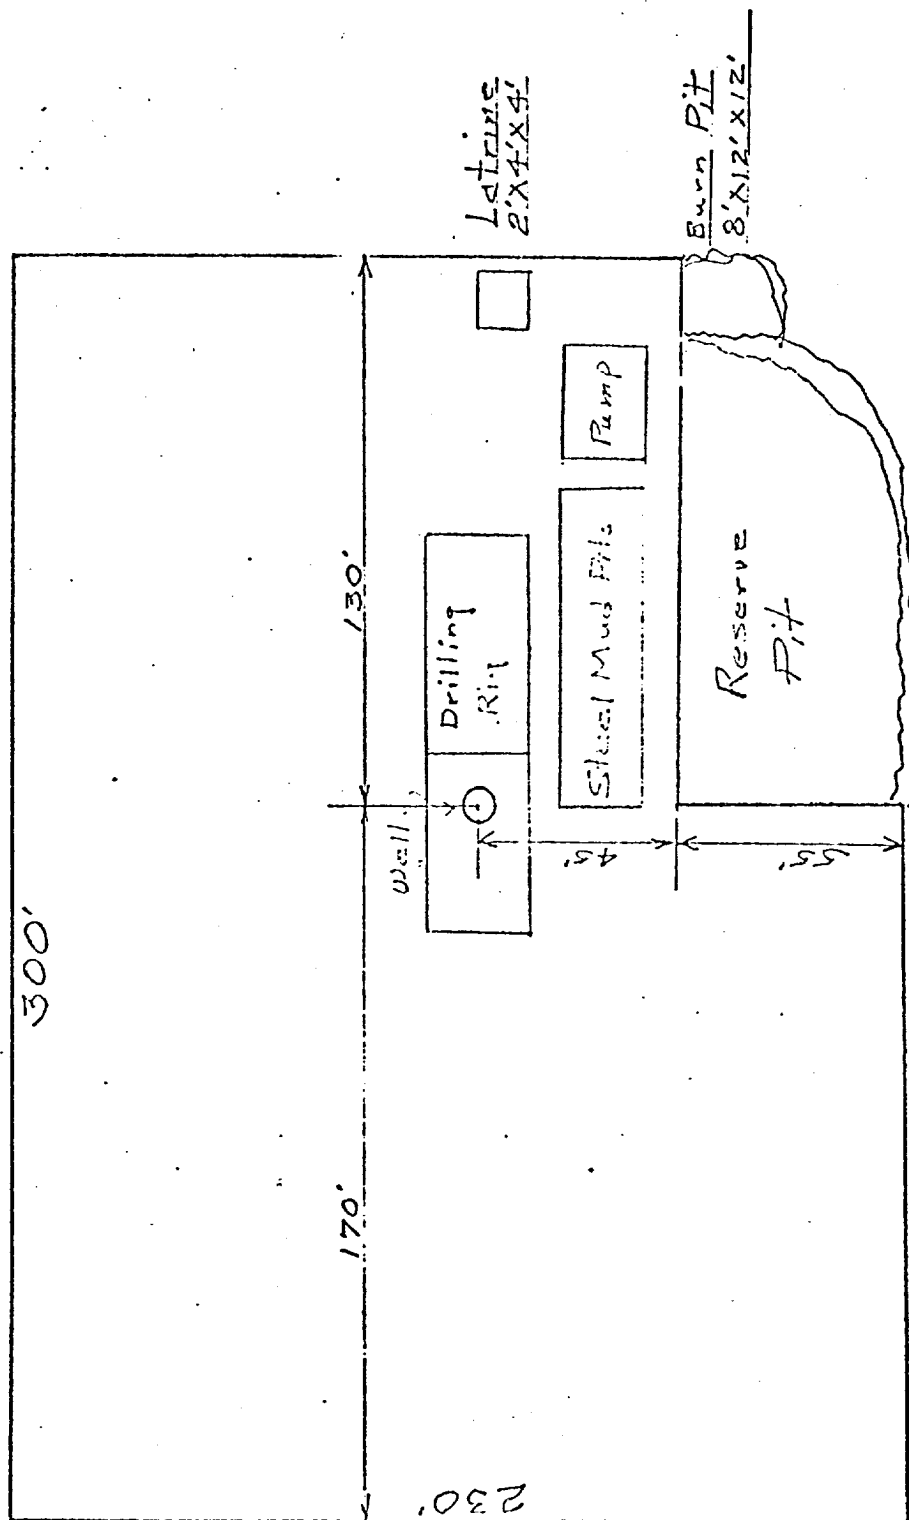 300'
Latrine
2'X4'X4'
130'
170'
Well
Drilling
Rig
45'
Steel Mud Pits
Pump
Burn Pit
8'X12'X12'
Reserve
Pit
55'
230'